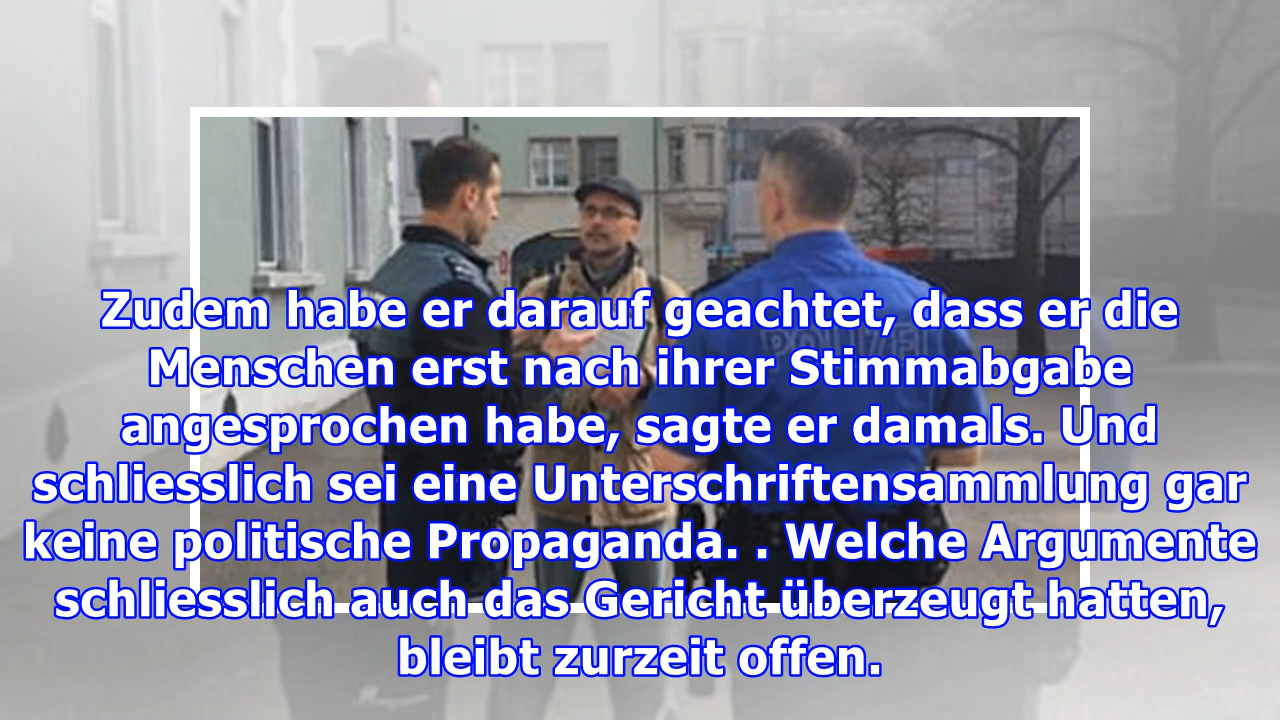 Zudem habe er darauf geachtet, dass er die
Menschen erst nach ihrer Stimmabgabe
angesprochen habe, sagte er damals. Und
schliesslich sei eine Unterschriftensammlung gar
keine politische Propaganda. . Welche Argumente
schliesslich auch das Gericht überzeugt hatten,
bleibt zurzeit offen.